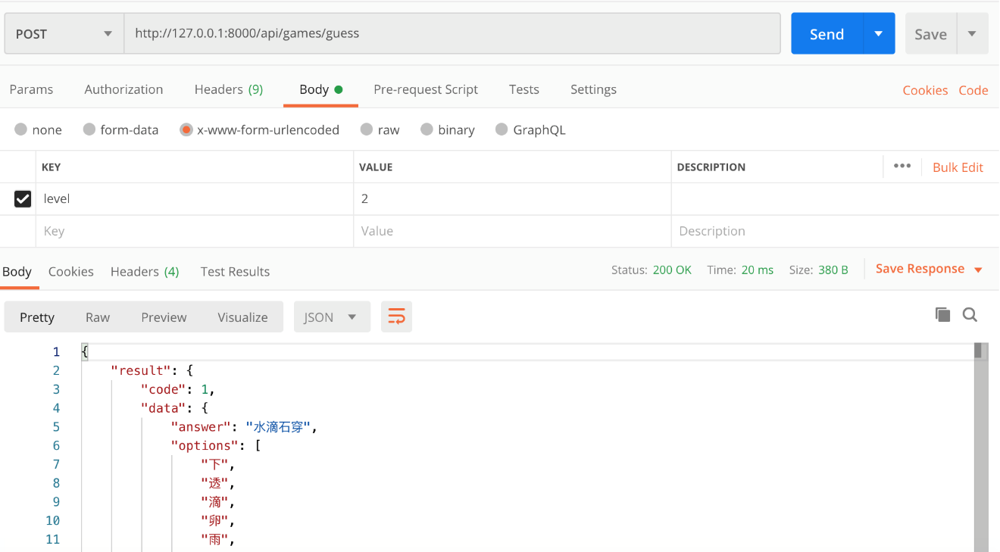 POST http://127.0.0.1:8000/api/games/guess Send Save
Params Authorization Headers (9) Body Pre-request Script Tests Settings Cookies Code
none form-data x-www-form-urlencoded raw binary GraphQL
KEY VALUE DESCRIPTION ••• Bulk Edit
level 2
Key Value Description
Body Cookies Headers (4) Test Results Status: 200 OK Time: 20 ms Size: 380 B Save Response
Pretty Raw Preview Visualize JSON
1 {
2 "result": {
3 "code": 1,
4 "data": {
5 "answer": "水滴石穿",
6 "options": [
7 "下",
8 "透",
9 "滴",
10 "卵",
11 "雨",